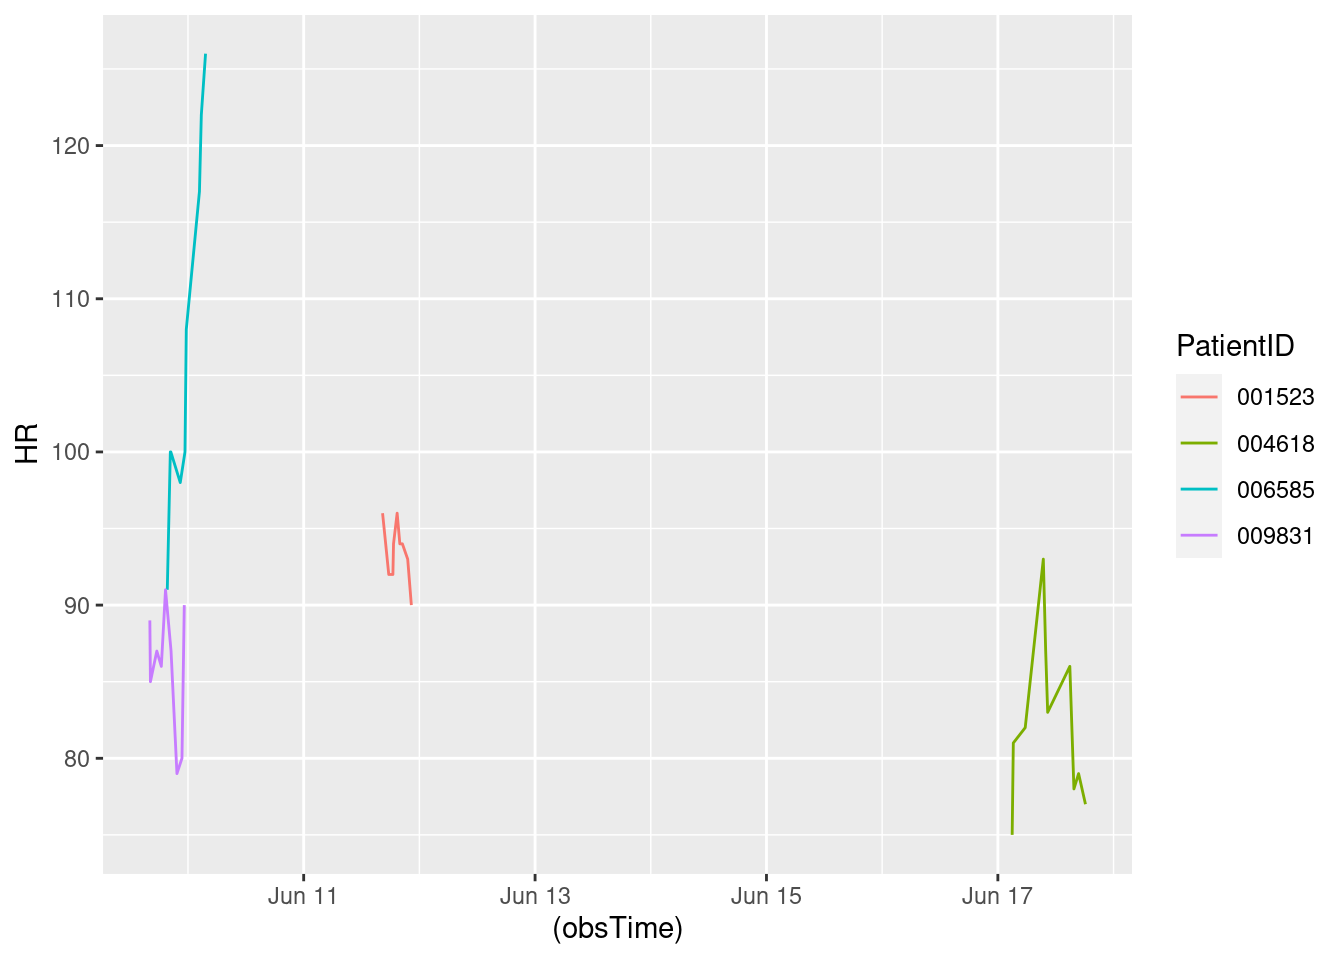 120
110
100
90
80
HR
Jun 11
Jun 13
Jun 15
Jun 17
(obsTime)
PatientID
001523
004618
006585
009831